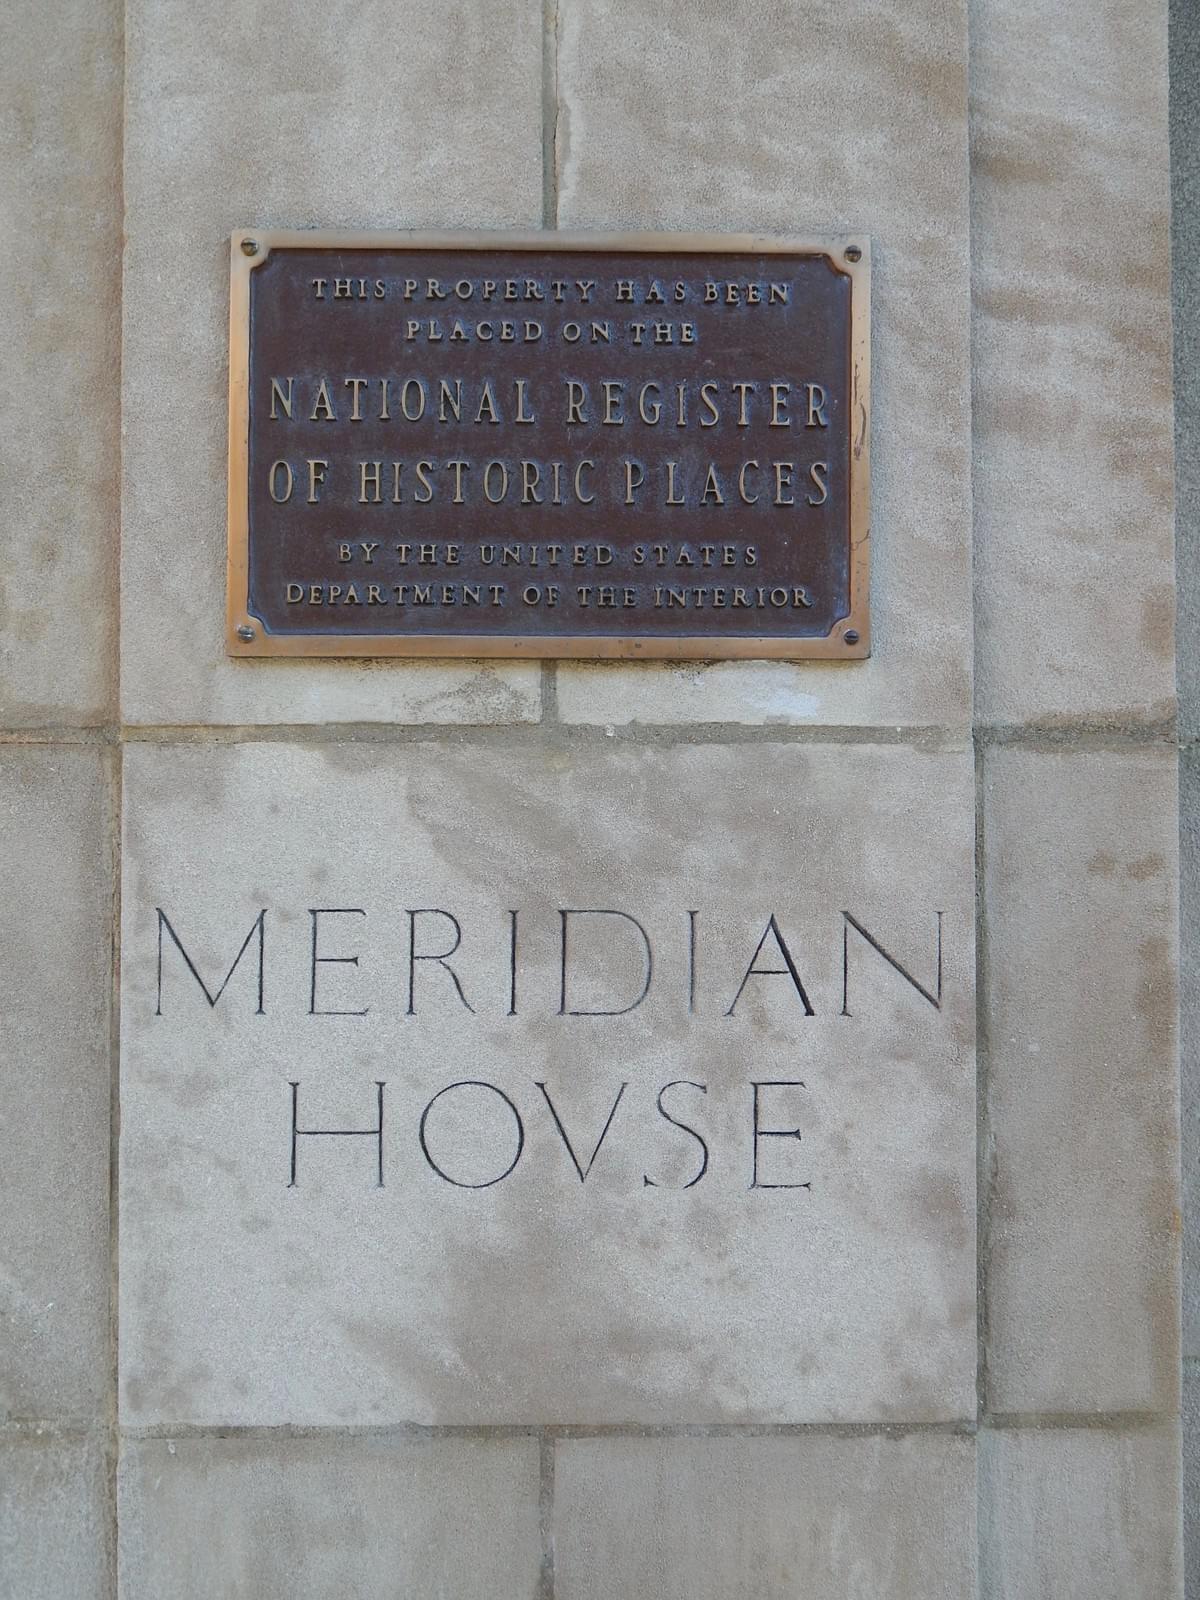 THIS PROPERTY HAS BEEN
PLACED ON THE
NATIONAL REGISTER
OF HISTORIC PLACES
BY THE UNITED STATES
DEPARTMENT OF THE INTERIOR
MERIDIAN
HOVSE